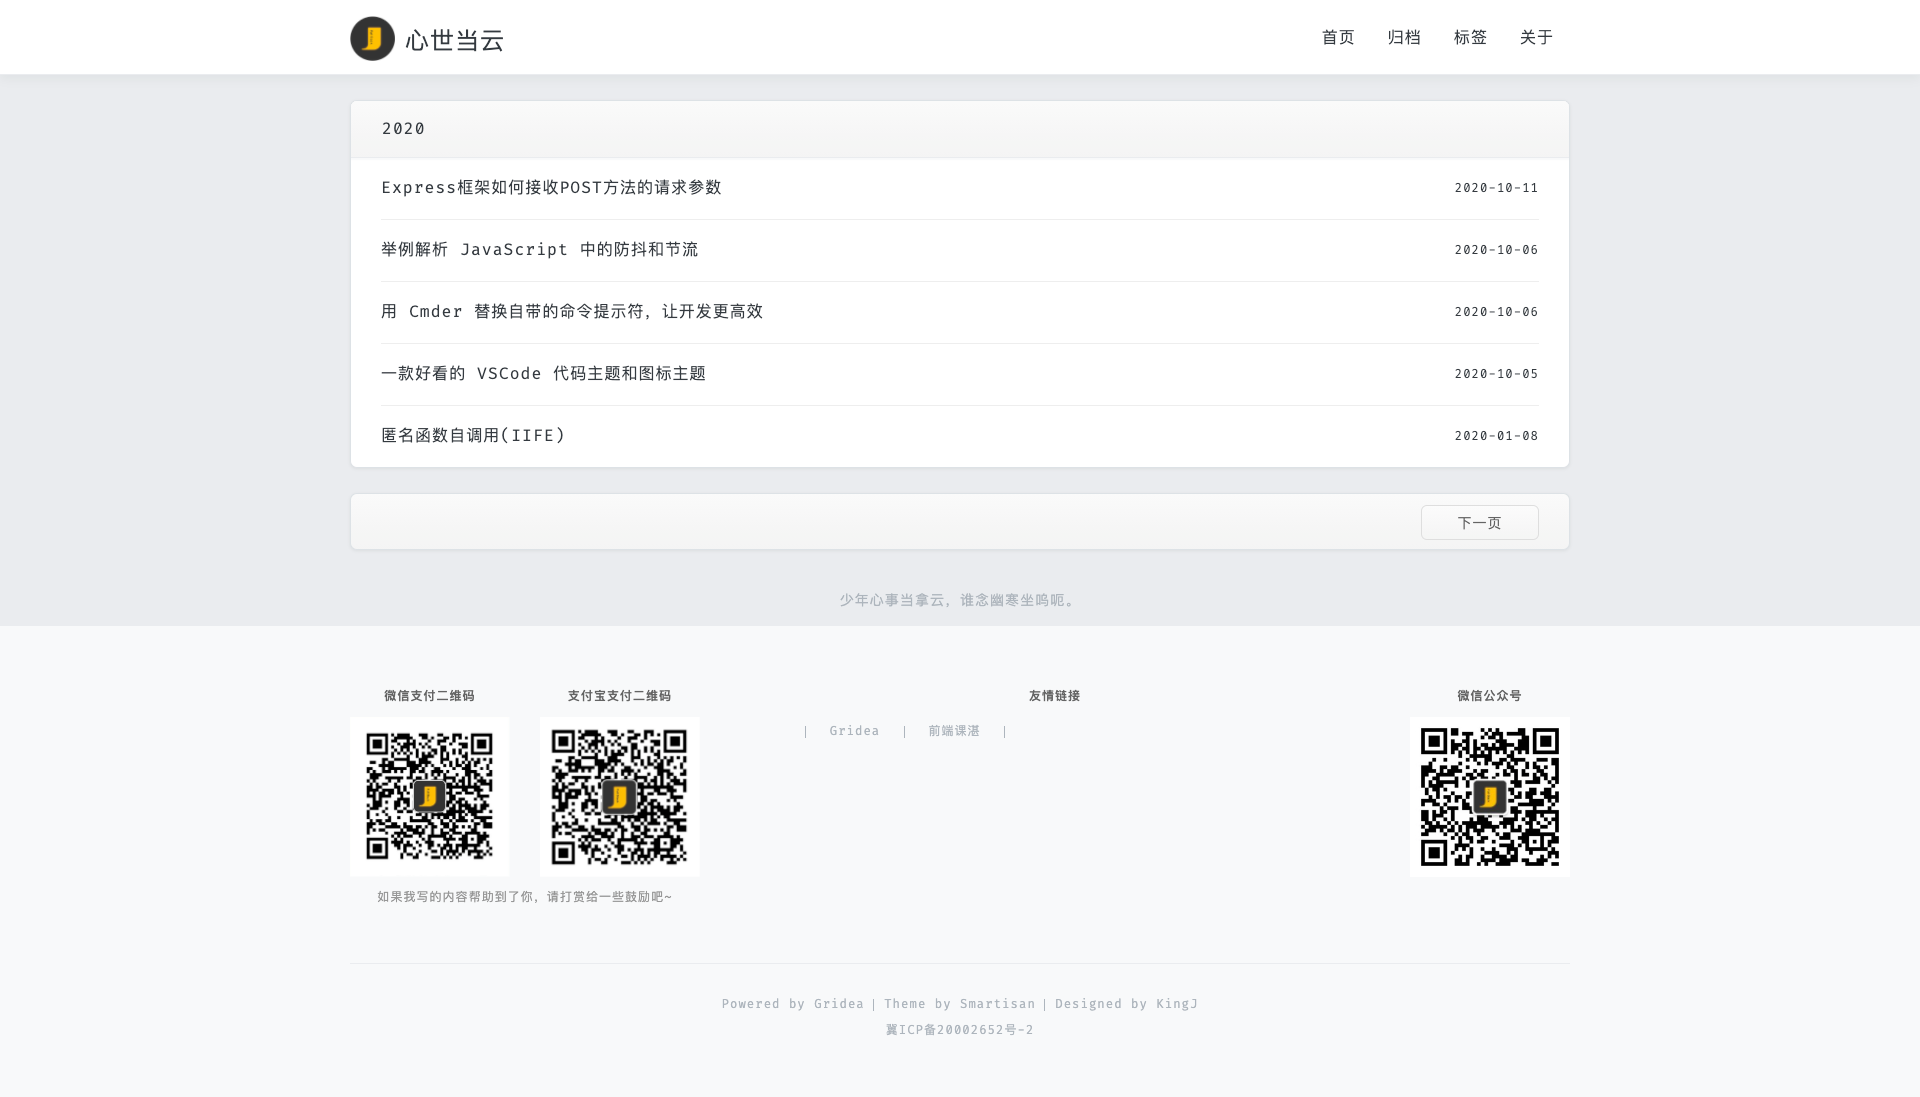 心世当云
首页 归档 标签 关于
2020
Express框架如何接收POST方法的请求参数 2020-10-11
举例解析 JavaScript 中的防抖和节流 2020-10-06
用 Cmder 替换自带的命令提示符，让开发更高效 2020-10-06
一款好看的 VSCode 代码主题和图标主题 2020-10-05
匿名函数自调用(IIFE) 2020-01-08
下一页
少年心事当拿云，谁念幽寒坐呜呃。
微信支付二维码 支付宝支付二维码 友情链接 微信公众号
| Gridea | 前端课湛 |
如果我写的内容帮助到了你，请打赏给一些鼓励吧~
Powered by Gridea | Theme by Smartisan | Designed by KingJ
冀ICP备20002652号-2